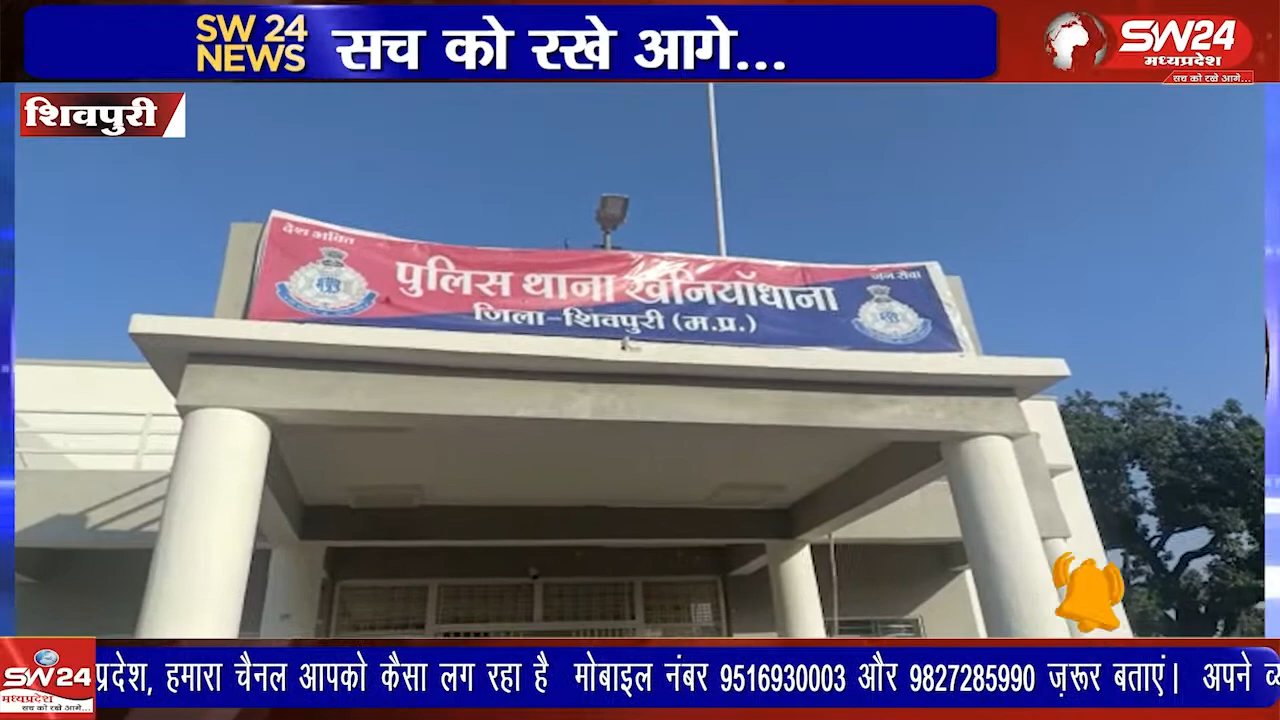 SW 24
NEWS
सच को रखे आगे...
SW24
मध्यप्रदेश
सच को रखे आगे...
शिवपुरी
देश भक्ति
जन सेवा
पुलिस थाना खनियाँधाना
जिला-शिवपुरी (म.प्र.)
SW24
मध्यप्रदेश
सच को रखे आगे...
प्रदेश, हमारा चैनल आपको कैसा लग रहा है मोबाइल नंबर 9516930003 और 9827285990 ज़रूर बताएं| अपने